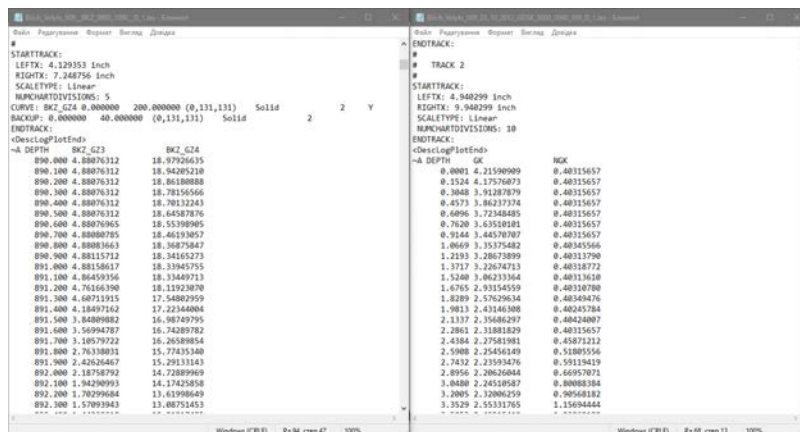 Файл Редагування Формат Вигляд Довідка
#
STARTTRACK:
LEFTX: 4.129353 inch
RIGHTX: 7.248756 inch
SCALETYPE: Linear
NUMCHARTDIVISIONS: 5
CURVE: BKZ_GZ4 0.000000 200.000000 (0,131,131) Solid 2 Y
BACKUP: 0.000000 40.000000 (0,131,131) Solid 2
ENDTRACK:
<DescLogPlotEnd>
~A DEPTH BKZ_GZ3 BKZ_GZ4
890.000 4.88076312 18.97926635
890.100 4.88076312 18.94205210
890.200 4.88076312 18.86180888
890.300 4.88076312 18.78156566
890.400 4.88076312 18.70132243
890.500 4.88076312 18.64587876
890.600 4.88076965 18.55398905
890.700 4.88080785 18.46193057
890.800 4.88083663 18.36875847
890.900 4.88115712 18.34165273
891.000 4.88158617 18.33945755
891.100 4.86459356 18.33449713
891.200 4.76166390 18.11923070
891.300 4.60711915 17.54802959
891.400 4.18497162 17.22344004
891.500 3.84809882 16.98749795
891.600 3.56994787 16.74289782
891.700 3.10579722 16.26589854
891.800 2.76338031 15.77435340
891.900 2.42626467 15.29133143
892.000 2.18758792 14.72889969
892.100 1.94290993 14.17425858
892.200 1.70299684 13.61998649
892.300 1.57093943 13.08751453
Windows (CRLF) 100%
Файл Редагування Формат Вигляд Довідка
ENDTRACK:
#
# TRACK 2
#
STARTTRACK:
LEFTX: 4.940299 inch
RIGHTX: 9.940299 inch
SCALETYPE: Linear
NUMCHARTDIVISIONS: 10
ENDTRACK:
<DescLogPlotEnd>
~A DEPTH GK NGK
0.0001 4.21590909 0.40315657
0.1524 4.17576073 0.40315657
0.3048 3.91287879 0.40315657
0.4573 3.86237374 0.40315657
0.6096 3.72348485 0.40315657
0.7620 3.63510101 0.40315657
0.9144 3.44570707 0.40315657
1.0669 3.35375482 0.40345566
1.2193 3.28673899 0.40313790
1.3717 3.22674713 0.40318772
1.5240 3.06233364 0.40313610
1.6765 2.93154559 0.40310780
1.8289 2.57629634 0.40349476
1.9813 2.43146308 0.40245784
2.1337 2.35686297 0.40424007
2.2861 2.31881829 0.40315657
2.4384 2.27581981 0.45871212
2.5908 2.25456149 0.51805556
2.7432 2.23593476 0.59119419
2.8956 2.20626044 0.66957071
3.0480 2.24510587 0.80088384
3.2005 2.32006259 0.90568182
3.3529 2.55331765 1.15694444
Windows (CRLF) 100%